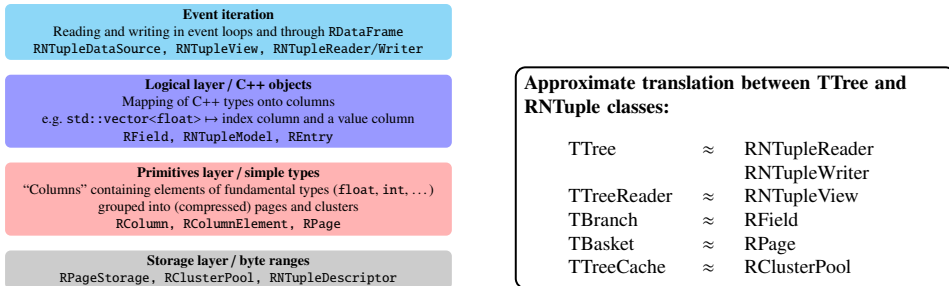 Event iteration
Reading and writing in event loops and through RDataFrame
RNTupleDataSource, RNTupleView, RNTupleReader/Writer
Logical layer / C++ objects
Mapping of C++ types onto columns
e.g. std::vector<float> ↦ index column and a value column
RField, RNTupleModel, REntry
Primitives layer / simple types
“Columns” containing elements of fundamental types (float, int, ...)
grouped into (compressed) pages and clusters
RColumn, RColumnElement, RPage
Storage layer / byte ranges
RPageStorage, RClusterPool, RNTupleDescriptor
Approximate translation between TTree and
RNTuple classes:
TTree ≈ RNTupleReader
RNTupleWriter
TTreeReader ≈ RNTupleView
TBranch ≈ RField
TBasket ≈ RPage
TTreeCache ≈ RClusterPool